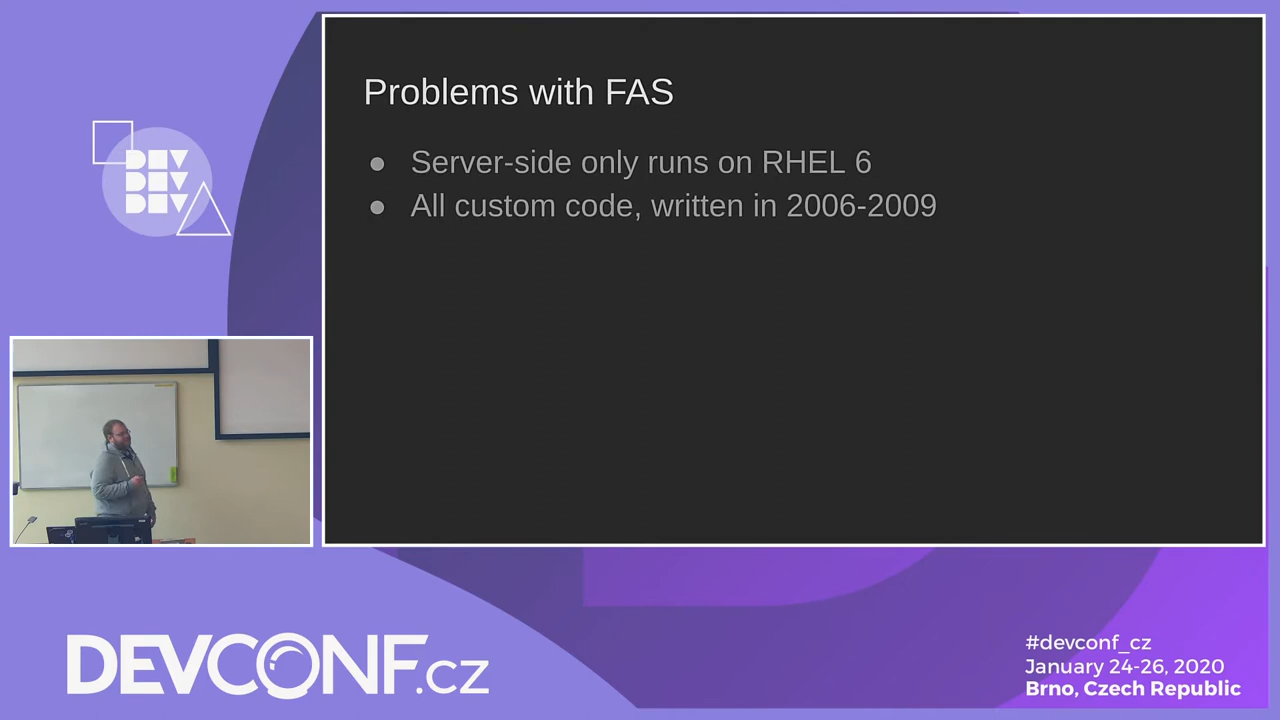 DEV
DEV
DEV
Problems with FAS
● Server-side only runs on RHEL 6
● All custom code, written in 2006-2009
DEVCONF.cz
#devconf_cz
January 24-26, 2020
Brno, Czech Republic